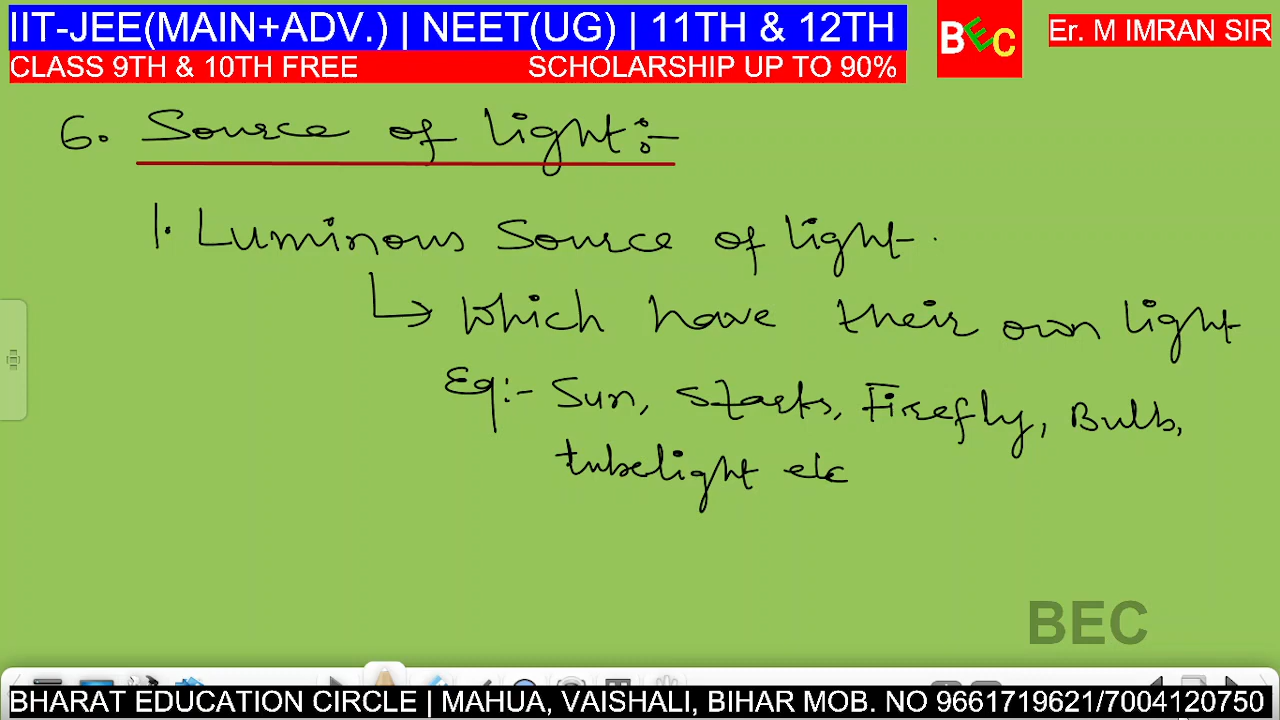 IIT-JEE(MAIN+ADV.) | NEET(UG) | 11TH & 12TH
BEC
Er. M IMRAN SIR
CLASS 9TH & 10TH FREE SCHOLARSHIP UP TO 90%
6. Source of light:-
1. Luminous Source of light.
↳ Which have their own light
Eg:- Sun, Stars, Firefly, Bulb,
tubelight etc
BEC
BHARAT EDUCATION CIRCLE | MAHUA, VAISHALI, BIHAR MOB. NO 9661719621/7004120750